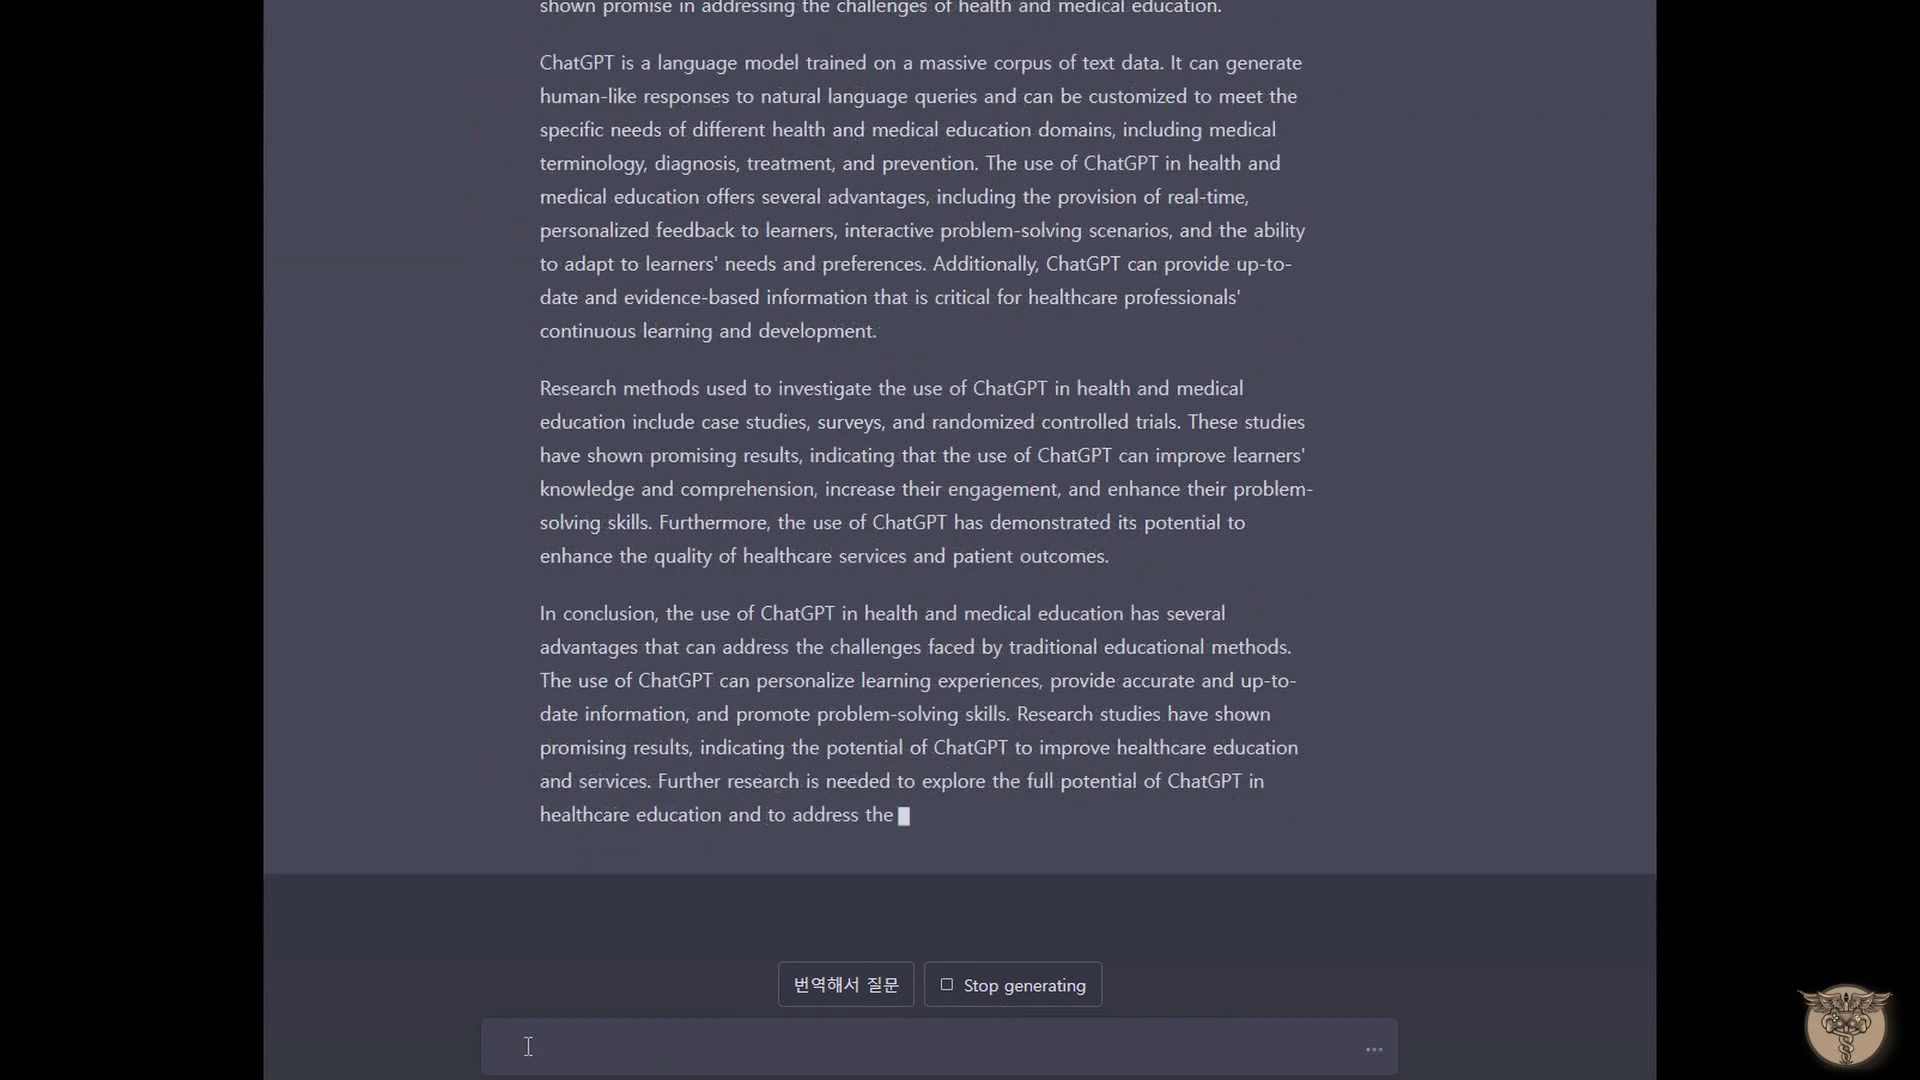 shown promise in addressing the challenges of health and medical education.
ChatGPT is a language model trained on a massive corpus of text data. It can generate
human-like responses to natural language queries and can be customized to meet the
specific needs of different health and medical education domains, including medical
terminology, diagnosis, treatment, and prevention. The use of ChatGPT in health and
medical education offers several advantages, including the provision of real-time,
personalized feedback to learners, interactive problem-solving scenarios, and the ability
to adapt to learners' needs and preferences. Additionally, ChatGPT can provide up-to-
date and evidence-based information that is critical for healthcare professionals'
continuous learning and development.
Research methods used to investigate the use of ChatGPT in health and medical
education include case studies, surveys, and randomized controlled trials. These studies
have shown promising results, indicating that the use of ChatGPT can improve learners'
knowledge and comprehension, increase their engagement, and enhance their problem-
solving skills. Furthermore, the use of ChatGPT has demonstrated its potential to
enhance the quality of healthcare services and patient outcomes.
In conclusion, the use of ChatGPT in health and medical education has several
advantages that can address the challenges faced by traditional educational methods.
The use of ChatGPT can personalize learning experiences, provide accurate and up-to-
date information, and promote problem-solving skills. Research studies have shown
promising results, indicating the potential of ChatGPT to improve healthcare education
and services. Further research is needed to explore the full potential of ChatGPT in
healthcare education and to address the
번역해서 질문
Stop generating